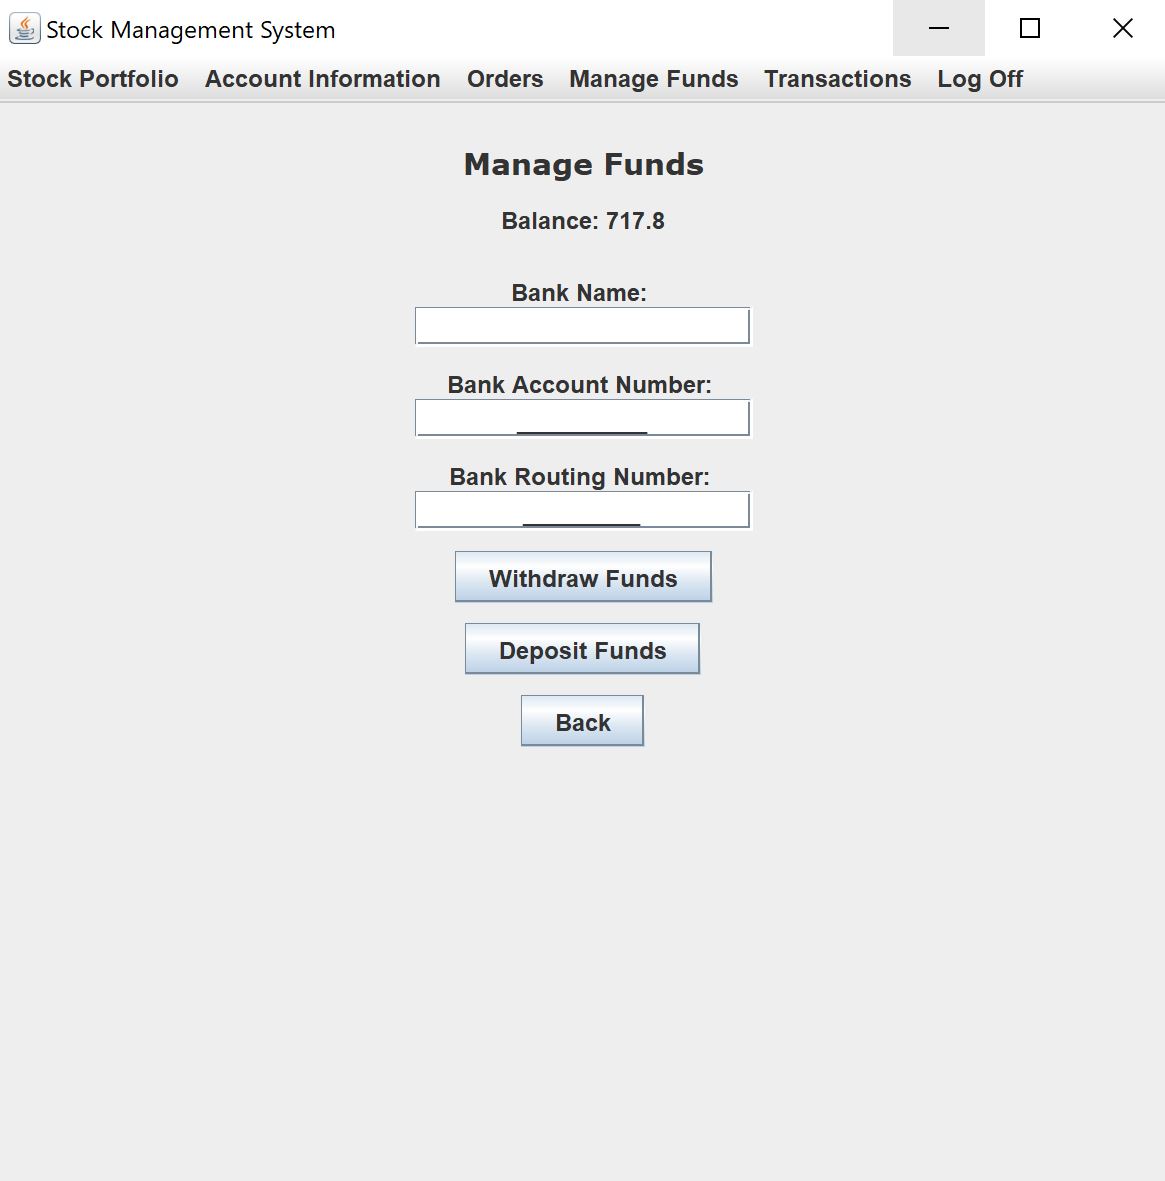 Stock Management System
Stock Portfolio Account Information Orders Manage Funds Transactions Log Off
Manage Funds
Balance: 717.8
Bank Name:
Bank Account Number:
__________
Bank Routing Number:
_________
Withdraw Funds
Deposit Funds
Back